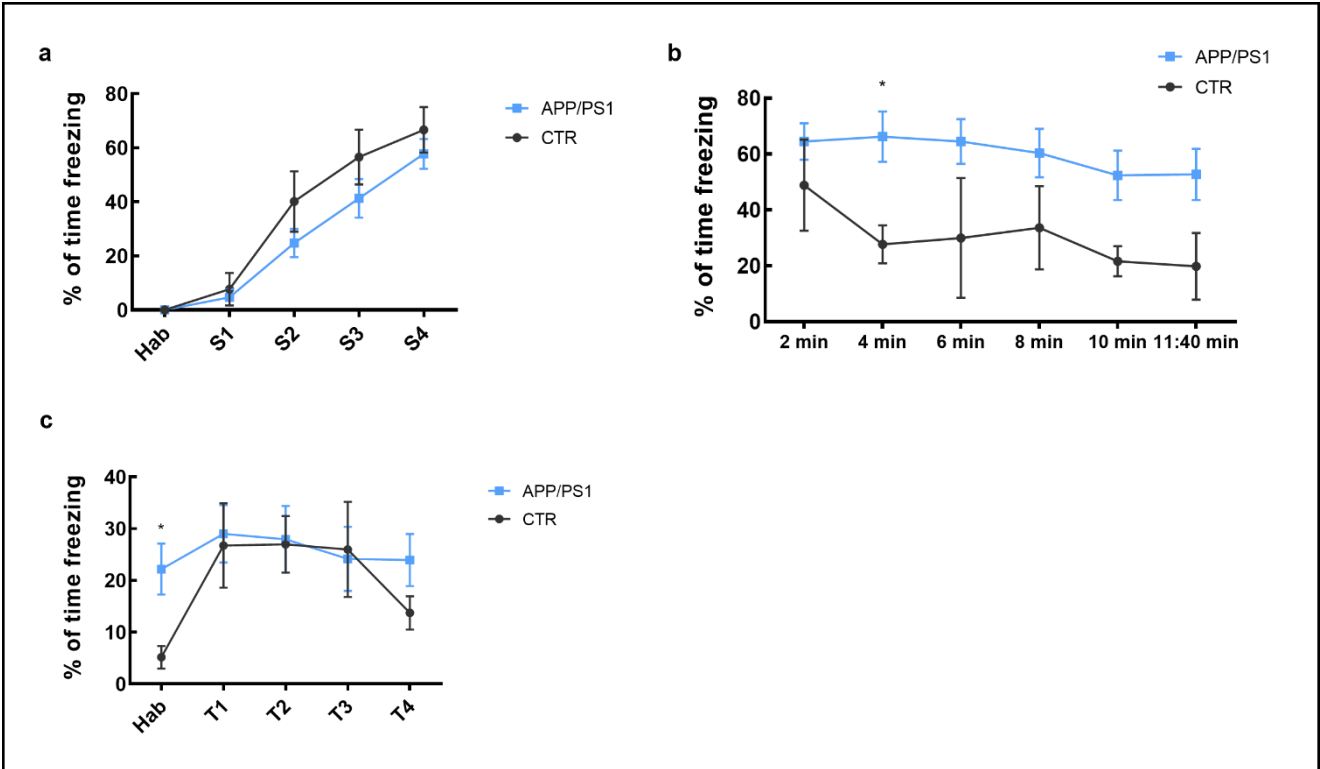 a
% of time freezing
80
60
40
20
0
Hab
S1
S2
S3
S4
APP/PS1
CTR
b
% of time freezing
80
60
40
20
0
2 min
4 min
6 min
8 min
10 min
11:40 min
*
APP/PS1
CTR
c
% of time freezing
40
30
20
10
0
Hab
T1
T2
T3
T4
*
APP/PS1
CTR